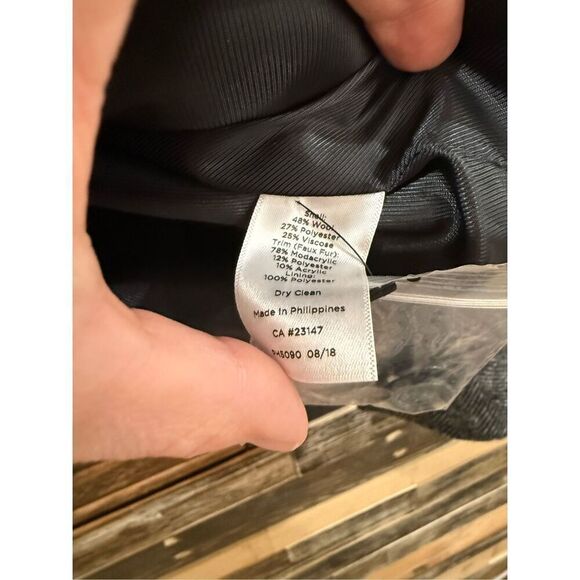 Shell:
48% Wool
27% Polyester
25% Viscose
Trim (Faux Fur):
78% Modacrylic
12% Polyester
10% Acrylic
Lining:
100% Polyester
Dry Clean
Made In Philippines
CA #23147
08/18